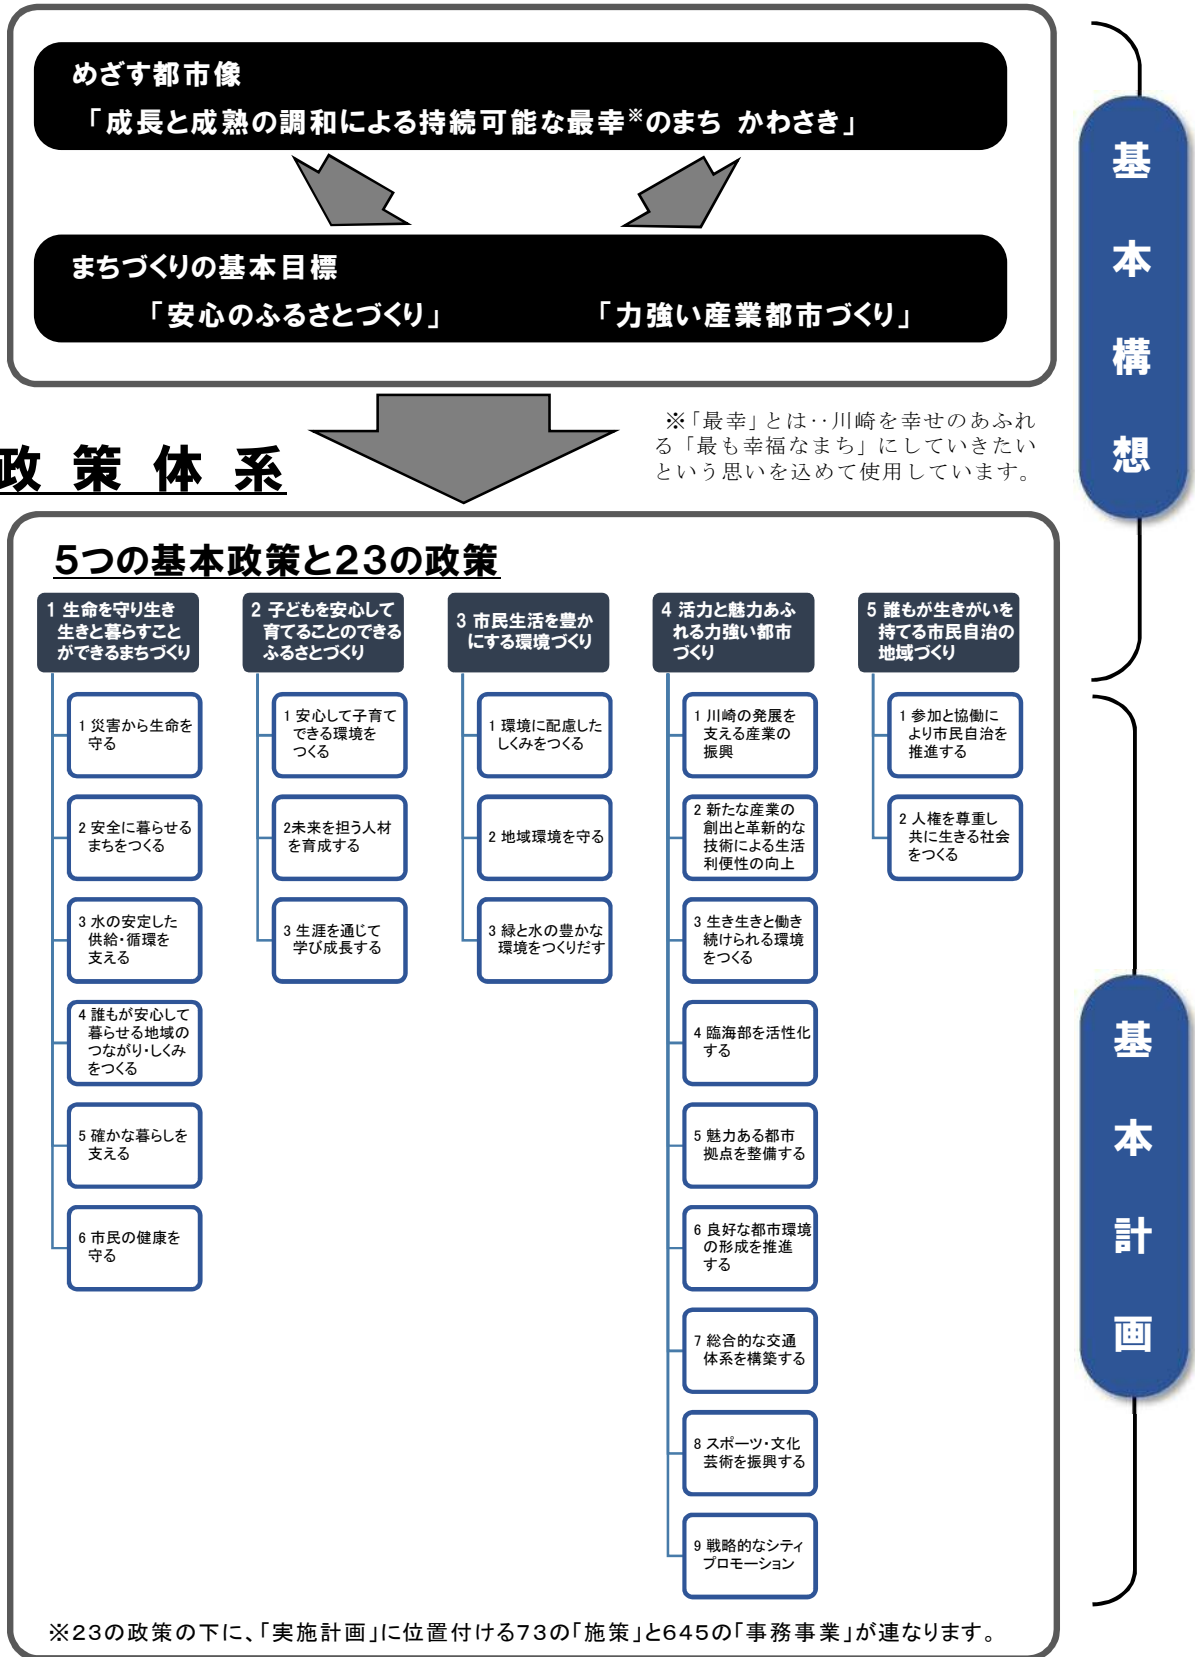 めざす都市像
「成長と成熟の調和による持続可能な最幸※のまち かわさき」
まちづくりの基本目標
「安心のふるさとづくり」 「力強い産業都市づくり」
基
本
構
想
※「最幸」とは‥川崎を幸せのあふれ
る「最も幸福なまち」にしていきたい
という思いを込めて使用しています。
政策体系
5つの基本政策と23の政策
1 生命を守り生き
生きと暮らすこと
ができるまちづくり
1 災害から生命を
守る
2 安全に暮らせる
まちをつくる
3 水の安定した
供給・循環を
支える
4 誰もが安心して
暮らせる地域の
つながり・しくみ
をつくる
5 確かな暮らしを
支える
6 市民の健康を
守る
2 子どもを安心して
育てることのできる
ふるさとづくり
1 安心して子育て
できる環境を
つくる
2未来を担う人材
を育成する
3 生涯を通じて
学び成長する
3 市民生活を豊か
にする環境づくり
1 環境に配慮した
しくみをつくる
2 地域環境を守る
3 緑と水の豊かな
環境をつくりだす
4 活力と魅力あふ
れる力強い都市
づくり
1 川崎の発展を
支える産業の
振興
2 新たな産業の
創出と革新的な
技術による生活
利便性の向上
3 生き生きと働き
続けられる環境
をつくる
4 臨海部を活性化
する
5 魅力ある都市
拠点を整備する
6 良好な都市環境
の形成を推進
する
7 総合的な交通
体系を構築する
8 スポーツ・文化
芸術を振興する
9 戦略的なシティ
プロモーション
5 誰もが生きがいを
持てる市民自治の
地域づくり
1 参加と協働に
より市民自治を
推進する
2 人権を尊重し
共に生きる社会
をつくる
基
本
計
画
※23の政策の下に、「実施計画」に位置付ける73の「施策」と645の「事務事業」が連なります。